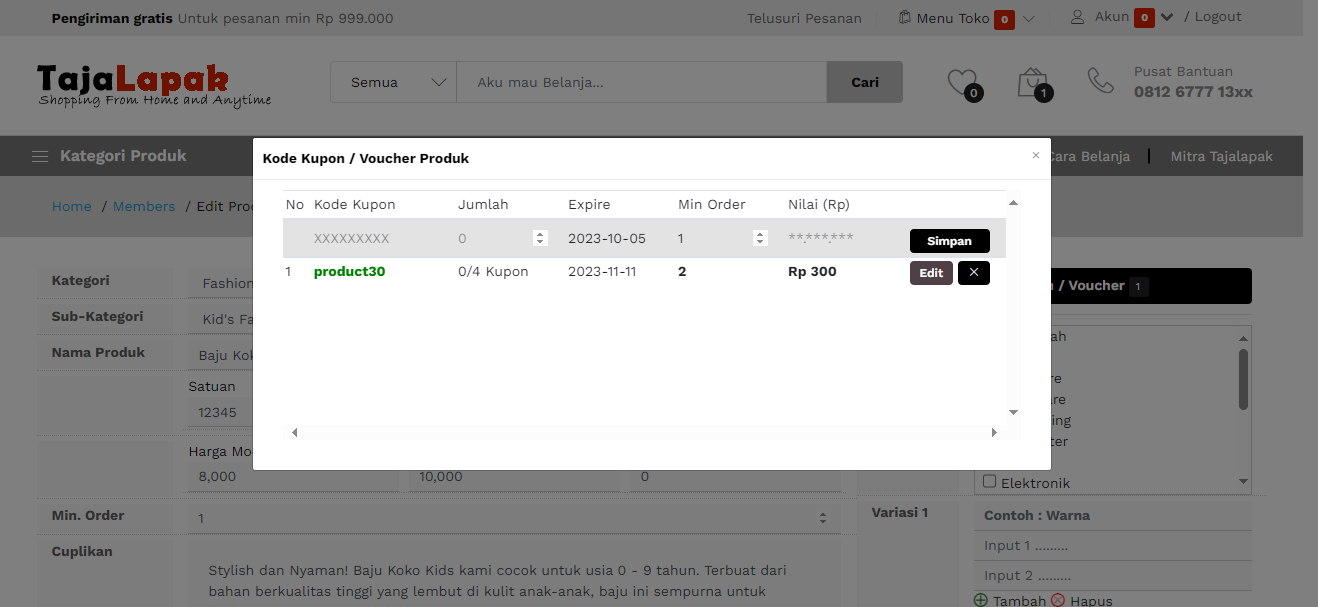 Pengiriman gratis Untuk pesanan min Rp 999.000
Telusuri Pesanan
Menu Toko 0
Akun 0 / Logout
TajaLapak
Shopping From Home and Anytime
Semua
Aku mau Belanja...
Cari
0
1
Pusat Bantuan
0812 6777 13xx
Kategori Produk
Cara Belanja
Mitra Tajalapak
Home / Members / Edit Pro
Kode Kupon / Voucher Produk ×
No Kode Kupon Jumlah Expire Min Order Nilai (Rp)
XXXXXXXXX 0 2023-10-05 1 **.***.*** Simpan
1 product30 0/4 Kupon 2023-11-11 2 Rp 300 Edit ×
Kategori Fashion
/ Voucher 1
Sub-Kategori Kid's Fa
Nama Produk Baju Kok
ah
re
are
ing
ter
Elektronik
Satuan
12345
Harga Mo
8,000 10,000 0
Min. Order 1
Variasi 1 Contoh : Warna
Input 1 .........
Input 2 .........
Tambah Hapus
Cuplikan
Stylish dan Nyaman! Baju Koko Kids kami cocok untuk usia 0 - 9 tahun. Terbuat dari
bahan berkualitas tinggi yang lembut di kulit anak-anak, baju ini sempurna untuk